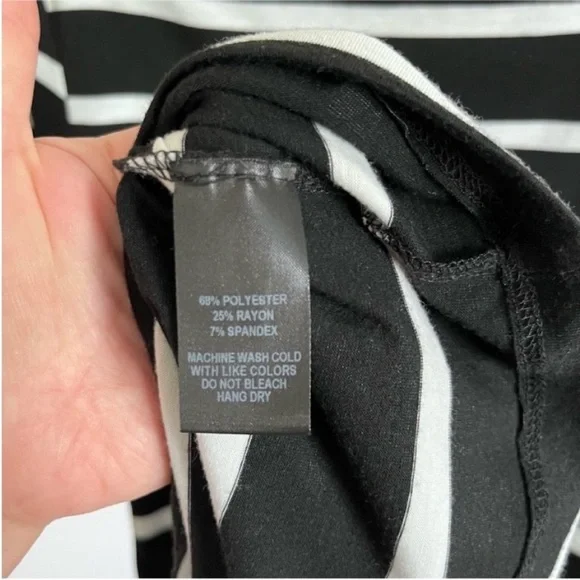 68% POLYESTER
25% RAYON
7% SPANDEX
MACHINE WASH COLD
WITH LIKE COLORS
DO NOT BLEACH
HANG DRY